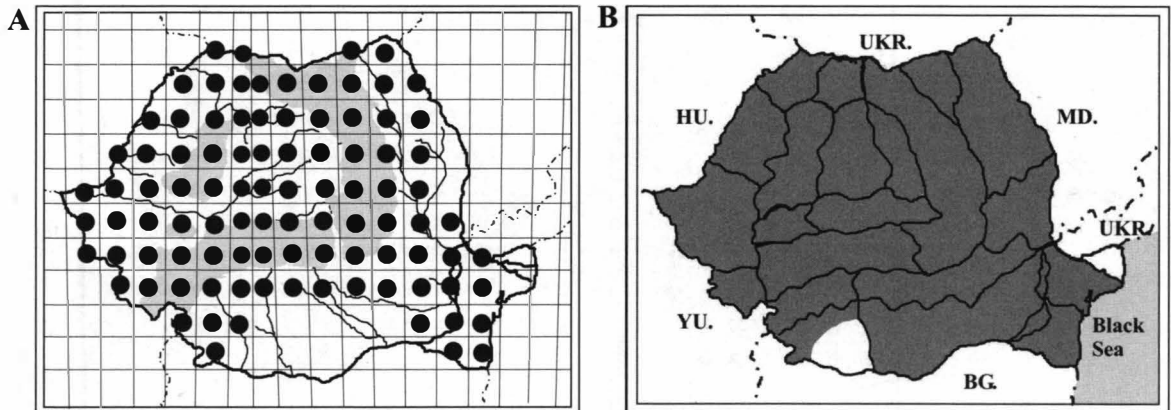 A
B
UKR.
HU.
MD.
UKR.
YU.
Black
Sea
BG.